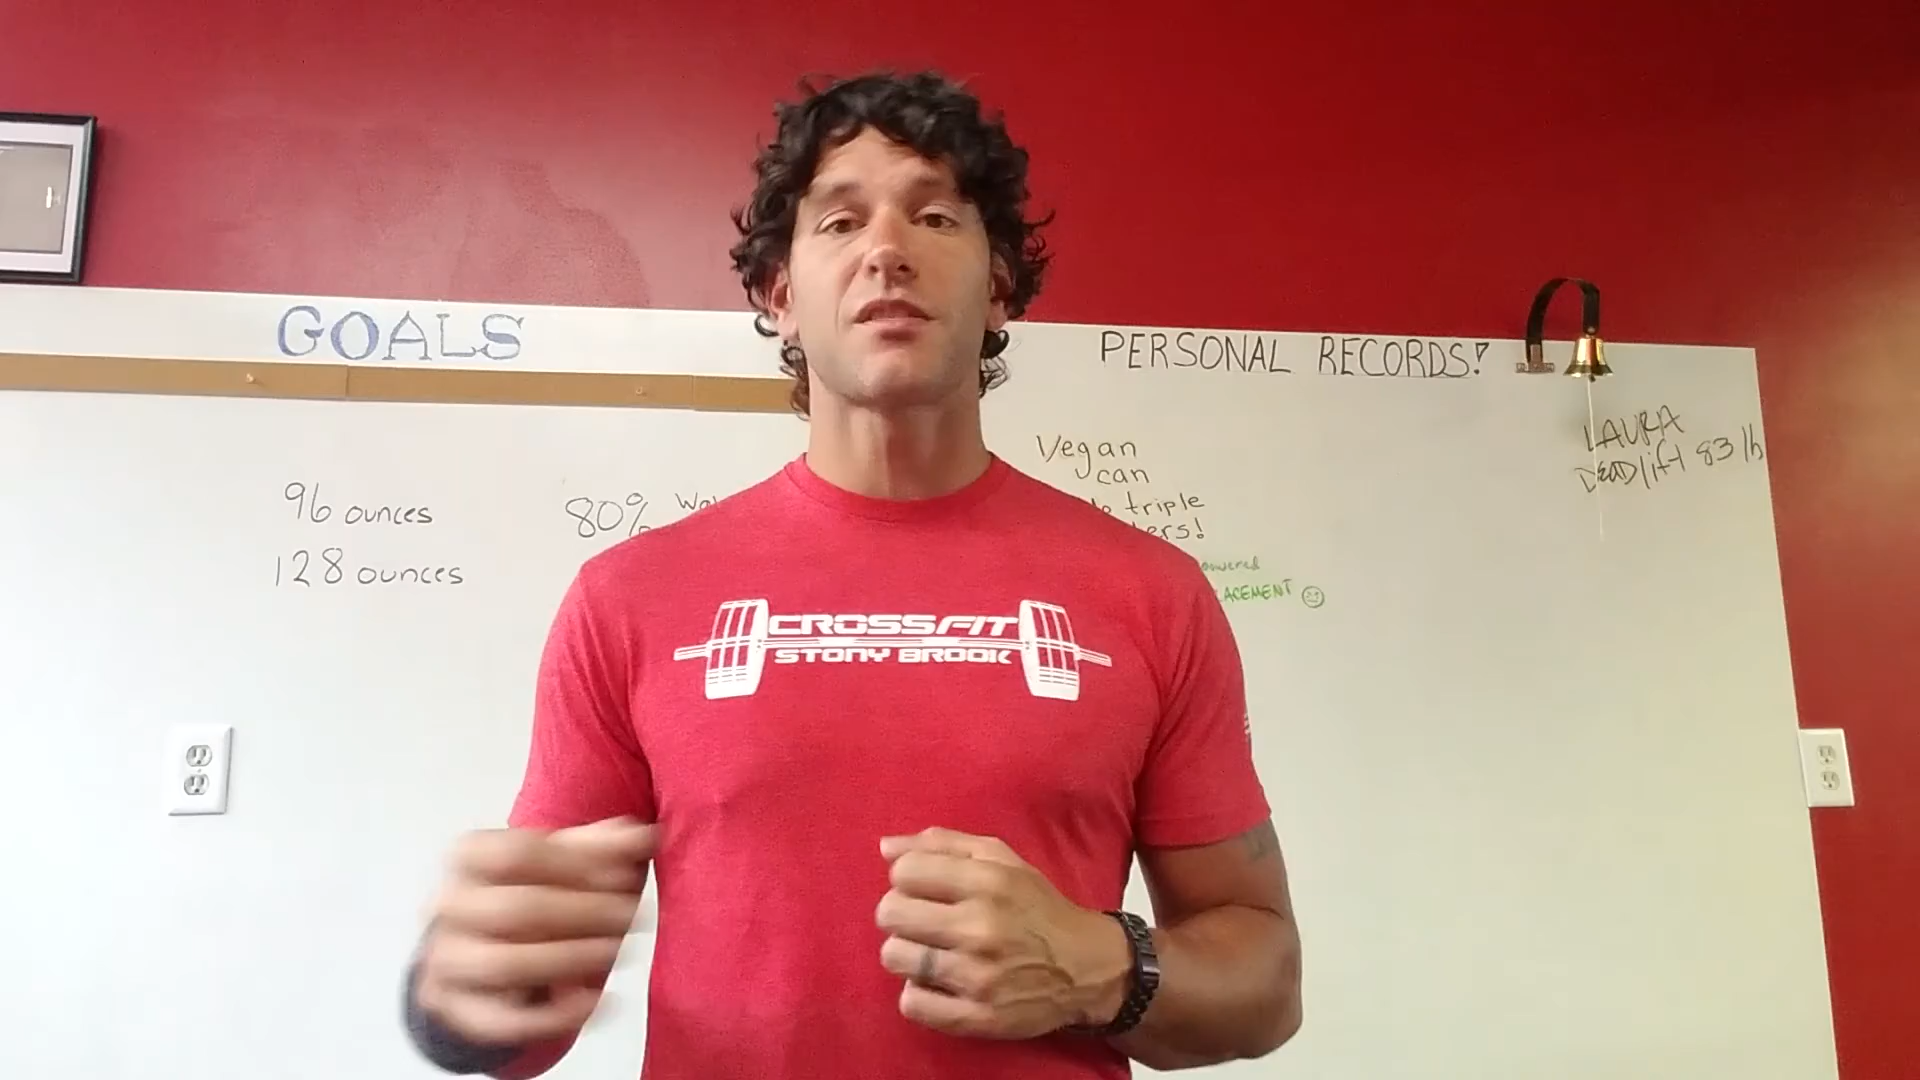 GOALS
PERSONAL RECORDS!
96 ounces
128 ounces
80%
Vegan
can
triple
LAURA
DEADlift 83 lb
CROSSFIT
STONY BROOK